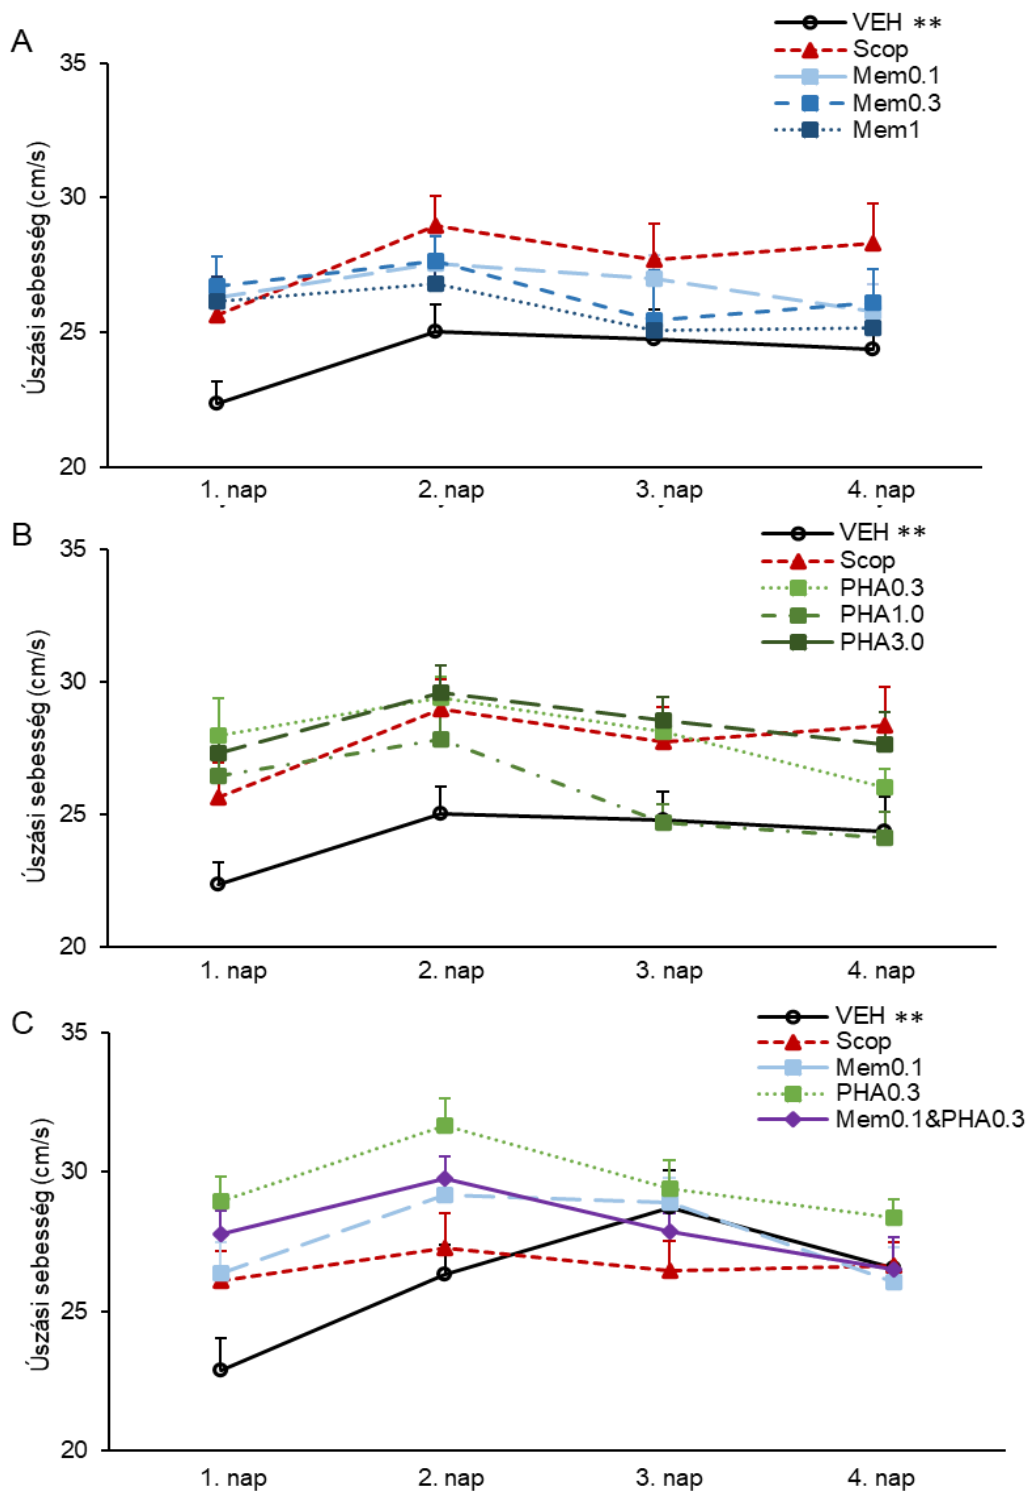 A
VEH **
Scop
Mem0.1
Mem0.3
Mem1
Úszási sebesség (cm/s)
35
30
25
20
1. nap 2. nap 3. nap 4. nap
B
VEH **
Scop
PHA0.3
PHA1.0
PHA3.0
Úszási sebesség (cm/s)
35
30
25
20
1. nap 2. nap 3. nap 4. nap
C
VEH **
Scop
Mem0.1
PHA0.3
Mem0.1&PHA0.3
Úszási sebesség (cm/s)
35
30
25
20
1. nap 2. nap 3. nap 4. nap